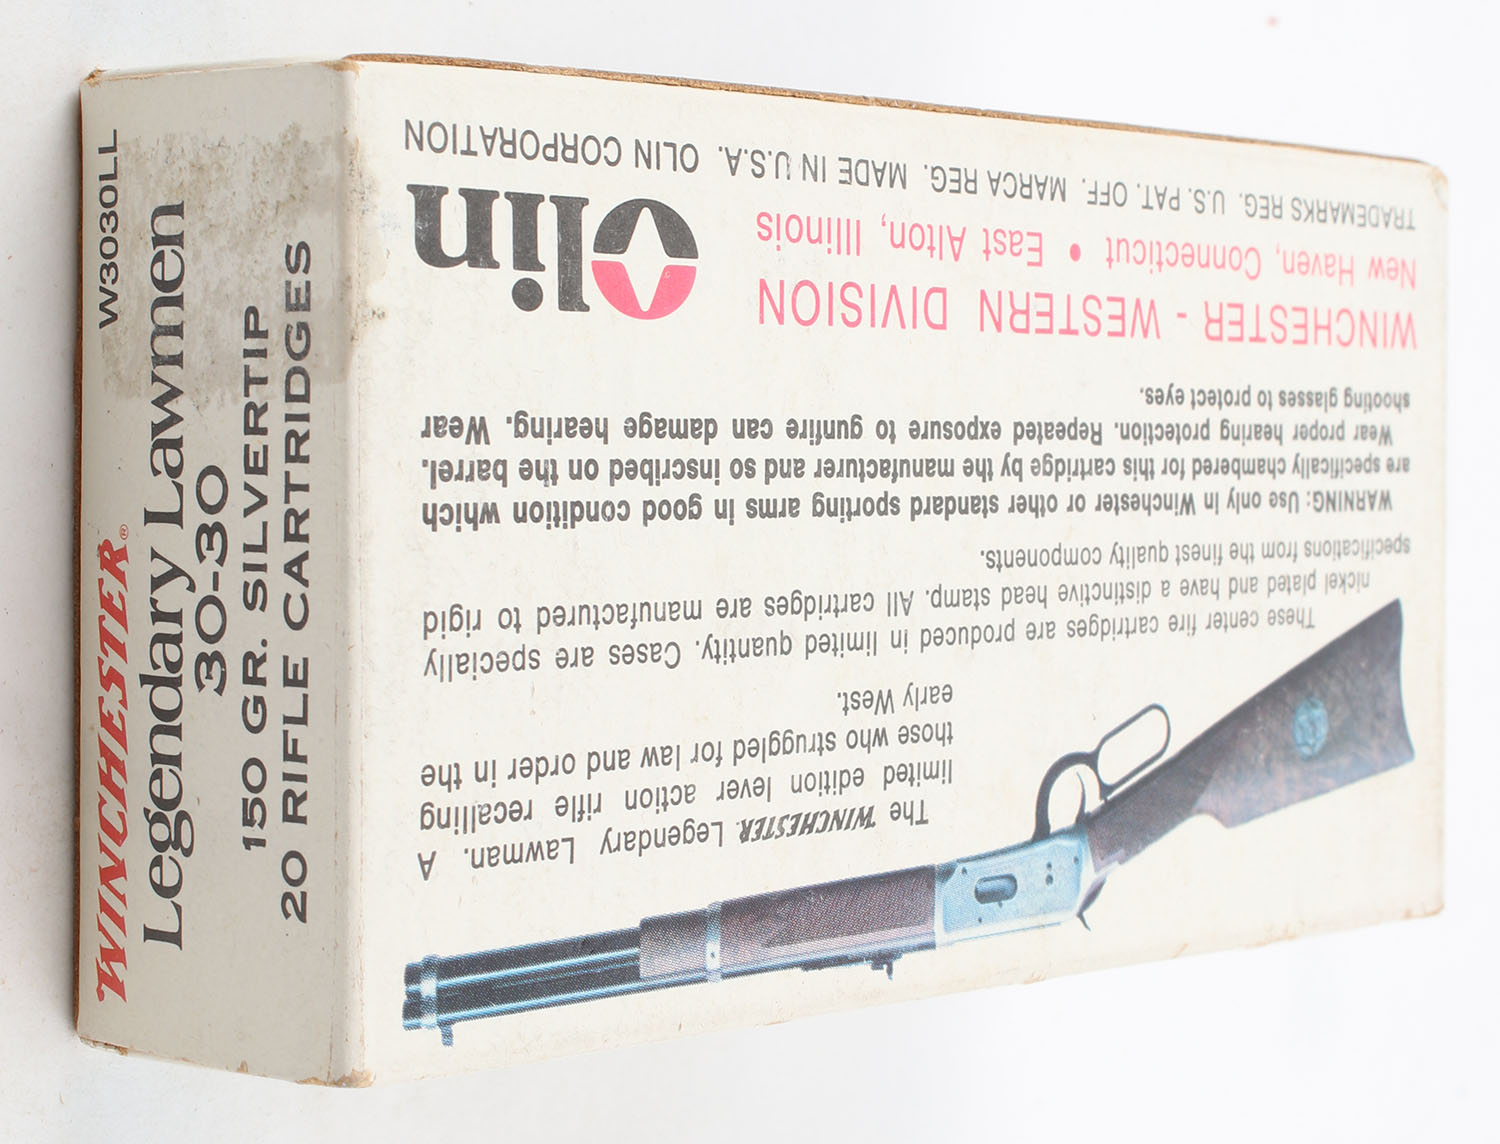 WINCHESTER®
Legendary Lawmen W3030LL
30-30
150 GR. SILVERTIP
20 RIFLE CARTRIDGES
The WINCHESTER. Legendary Lawman. A
limited edition lever action rifle recalling
those who struggled for law and order in the
early West.
These center fire cartridges are produced in limited quantity. Cases are specially
nickel plated and have a distinctive head stamp. All cartridges are manufactured to rigid
specifications from the finest quality components.
WARNING: Use only in Winchester or other standard sporting arms in good condition which
are specifically chambered for this cartridge by the manufacturer and so inscribed on the barrel.
Wear proper hearing protection. Repeated exposure to gunfire can damage hearing. Wear
shooting glasses to protect eyes.
WINCHESTER - WESTERN DIVISION
New Haven, Connecticut • East Alton, Illinois
Olin
TRADEMARKS REG. U.S. PAT. OFF. MARCA REG. MADE IN U.S.A. OLIN CORPORATION